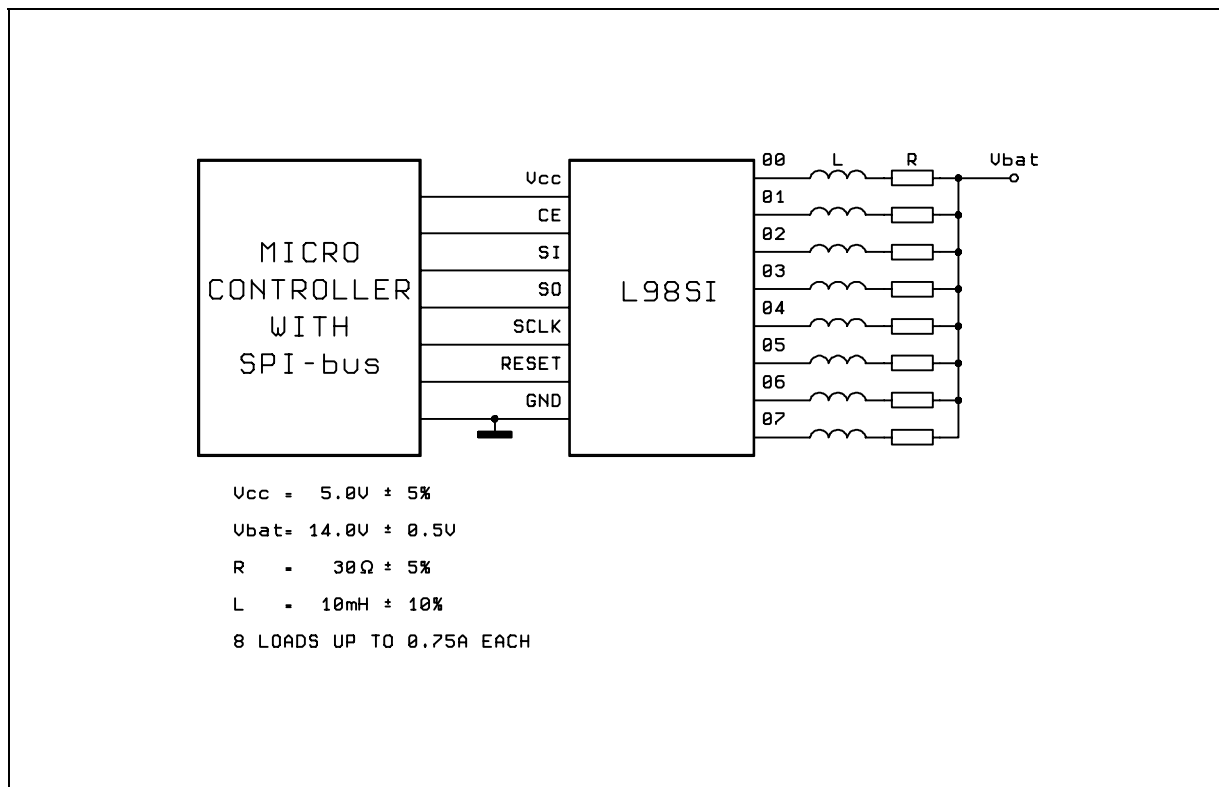 MICRO
CONTROLLER
WITH
SPI-bus
Vcc
CE
SI
SO
SCLK
RESET
GND
L98SI
00 L R Vbat
01
02
03
04
05
06
07
Vcc = 5.0V ± 5%
Vbat= 14.0V ± 0.5V
R = 30Ω ± 5%
L = 10mH ± 10%
8 LOADS UP TO 0.75A EACH